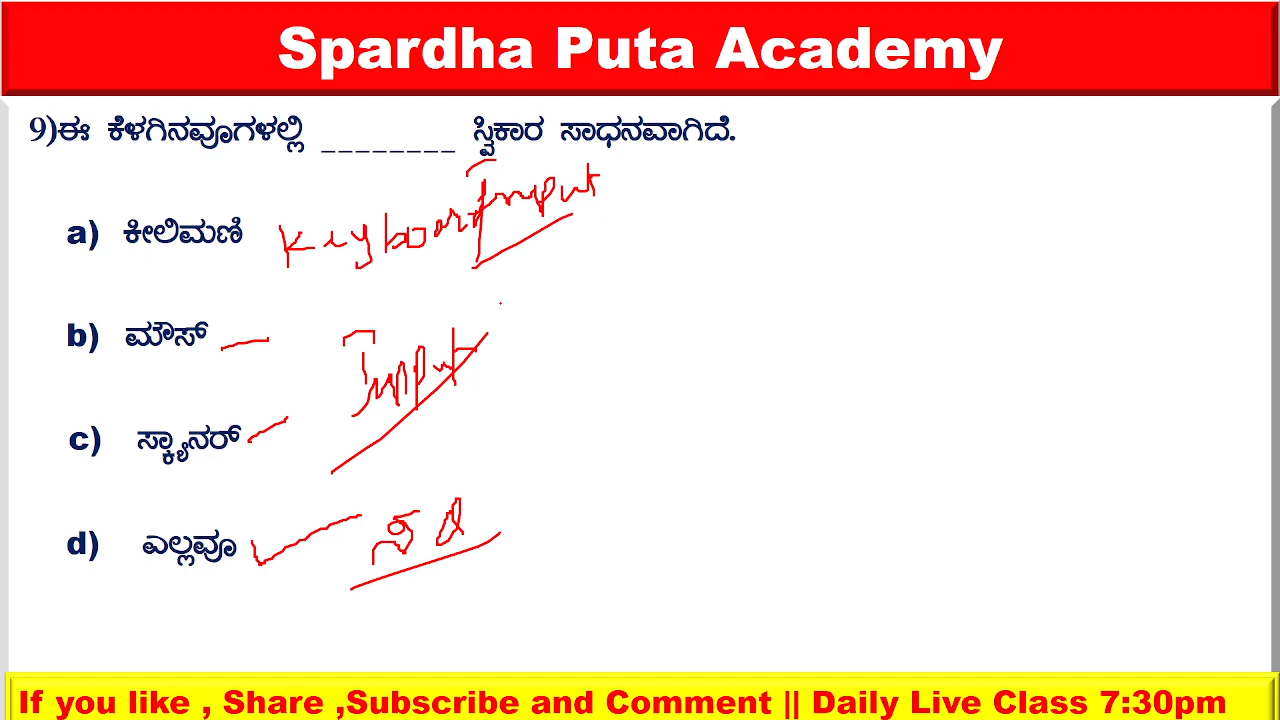 Spardha Puta Academy
9)ಈ ಕೆಳಗಿನವೂಗಳಲ್ಲಿ ________ ಸ್ವಿಕಾರ ಸಾಧನವಾಗಿದೆ.
a) ಕೀಲಿಮಣಿ Keyboard Input
b) ಮೌಸ್
Input
c) ಸ್ಕ್ಯಾನರ್
d) ಎಲ್ಲವೂ
If you like , Share ,Subscribe and Comment || Daily Live Class 7:30pm